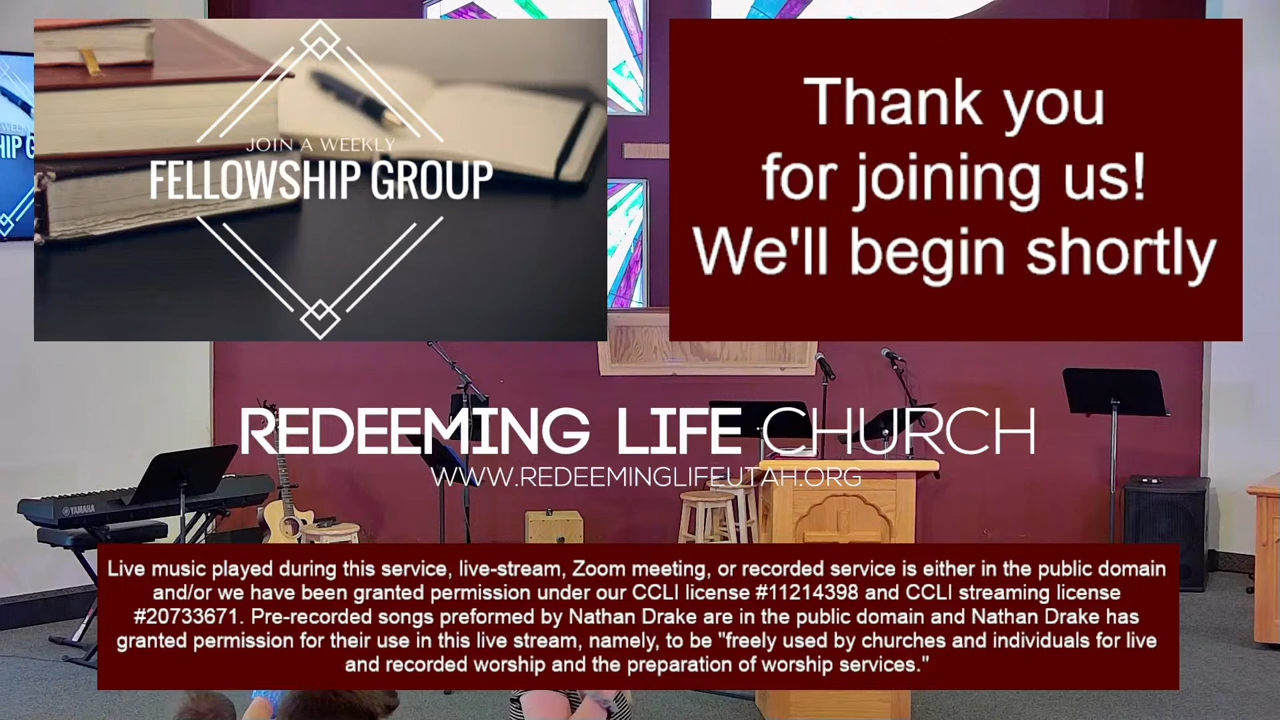 JOIN A WEEKLY
FELLOWSHIP GROUP
Thank you
for joining us!
We'll begin shortly
REDEEMING LIFE CHURCH
WWW.REDEEMINGLIFEUTAH.ORG
YAMAHA
Live music played during this service, live-stream, Zoom meeting, or recorded service is either in the public domain
and/or we have been granted permission under our CCLI license #11214398 and CCLI streaming license
#20733671. Pre-recorded songs preformed by Nathan Drake are in the public domain and Nathan Drake has
granted permission for their use in this live stream, namely, to be "freely used by churches and individuals for live
and recorded worship and the preparation of worship services."